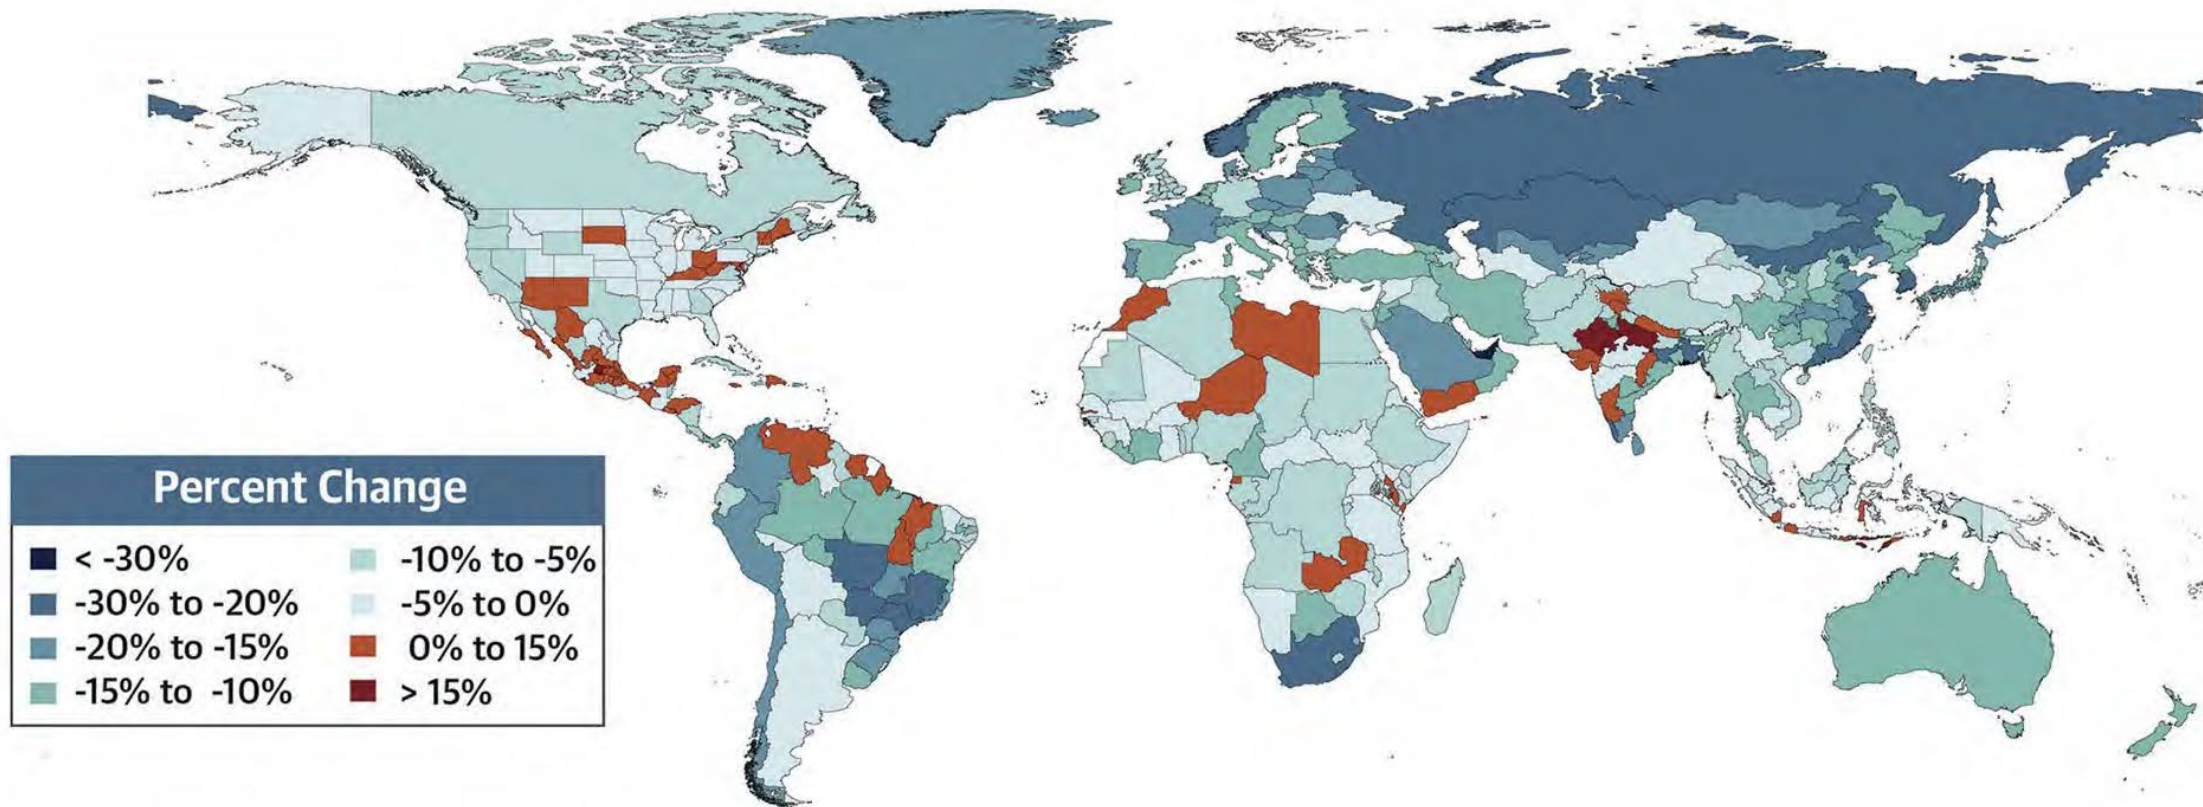 Percent Change
< -30%
-30% to -20%
-20% to -15%
-15% to -10%
-10% to -5%
-5% to 0%
0% to 15%
> 15%